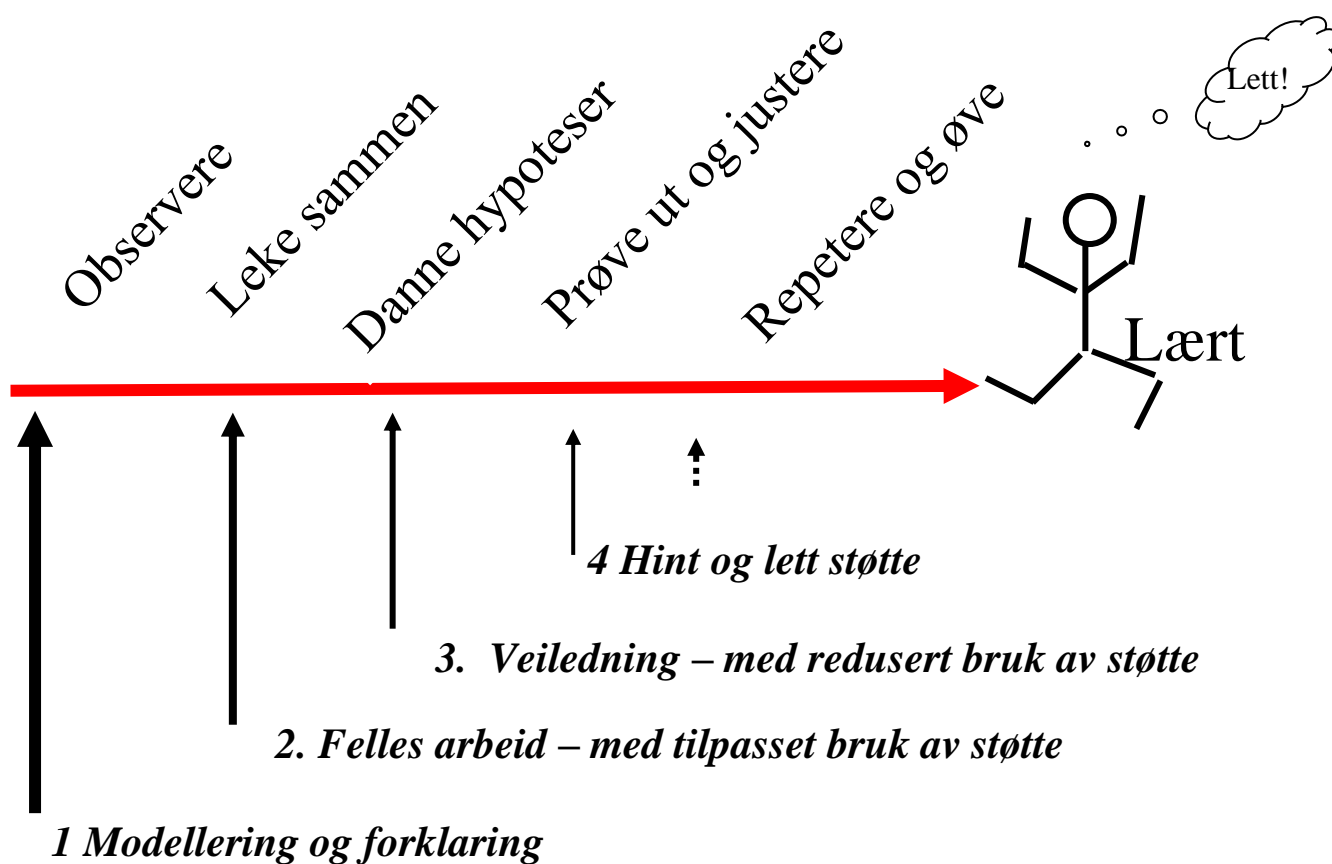 Observere
Leke sammen
Danne hypoteser
Prøve ut og justere
Repetere og øve
Lett!
Lært
4 Hint og lett støtte
3. Veiledning – med redusert bruk av støtte
2. Felles arbeid – med tilpasset bruk av støtte
1 Modellering og forklaring